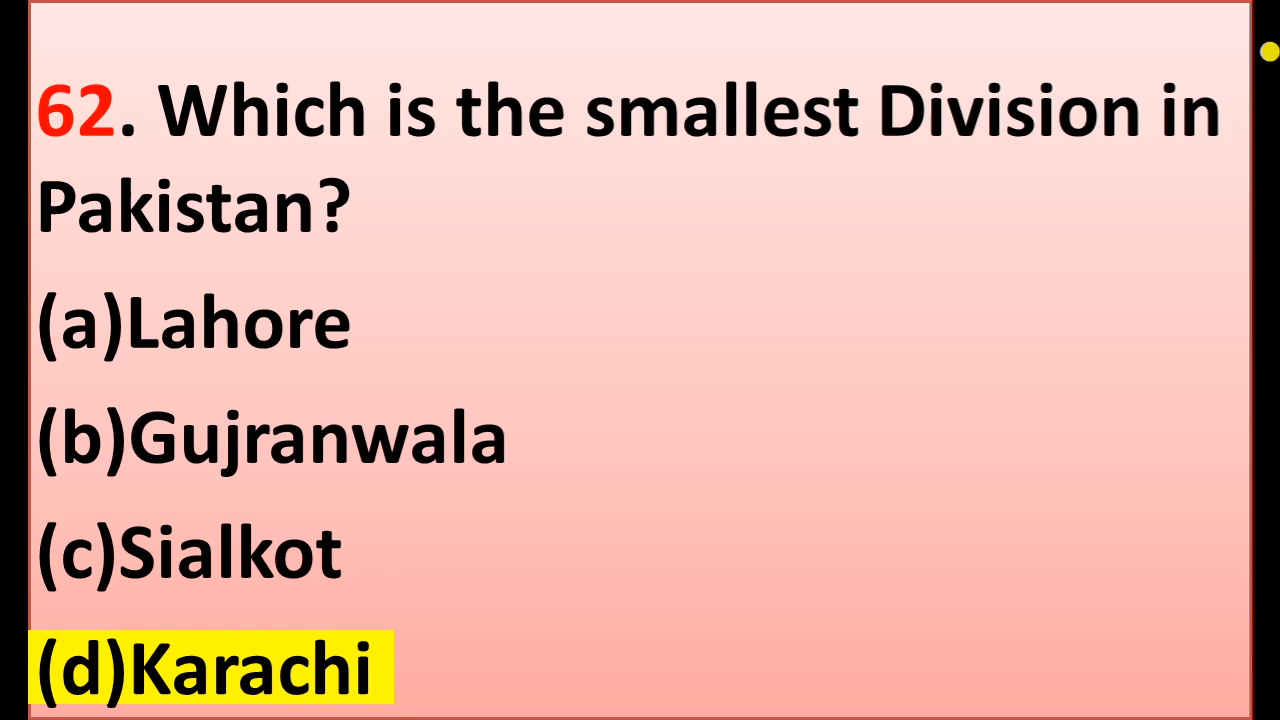 62. Which is the smallest Division in
Pakistan?
(a)Lahore
(b)Gujranwala
(c)Sialkot
(d)Karachi